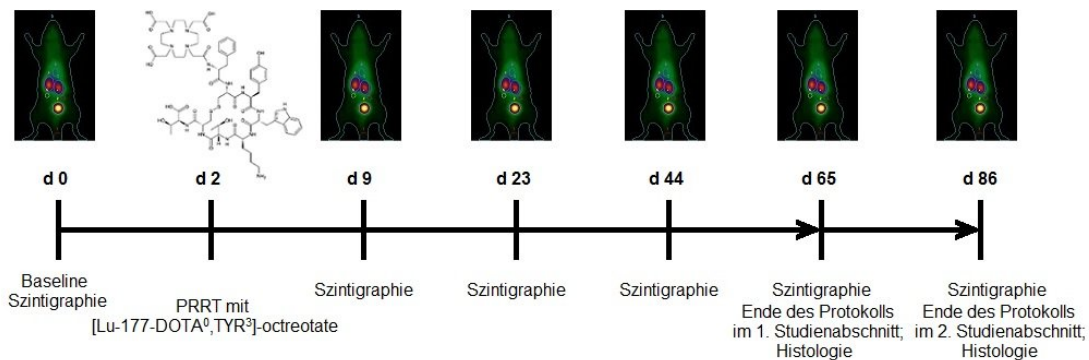 d 0
d 2
d 9
d 23
d 44
d 65
d 86
Baseline
Szintigraphie
PRRT mit
[Lu-177-DOTA⁰,TYR³]-octreotate
Szintigraphie
Szintigraphie
Szintigraphie
Szintigraphie
Ende des Protokolls
im 1. Studienabschnitt;
Histologie
Szintigraphie
Ende des Protokolls
im 2. Studienabschnitt;
Histologie